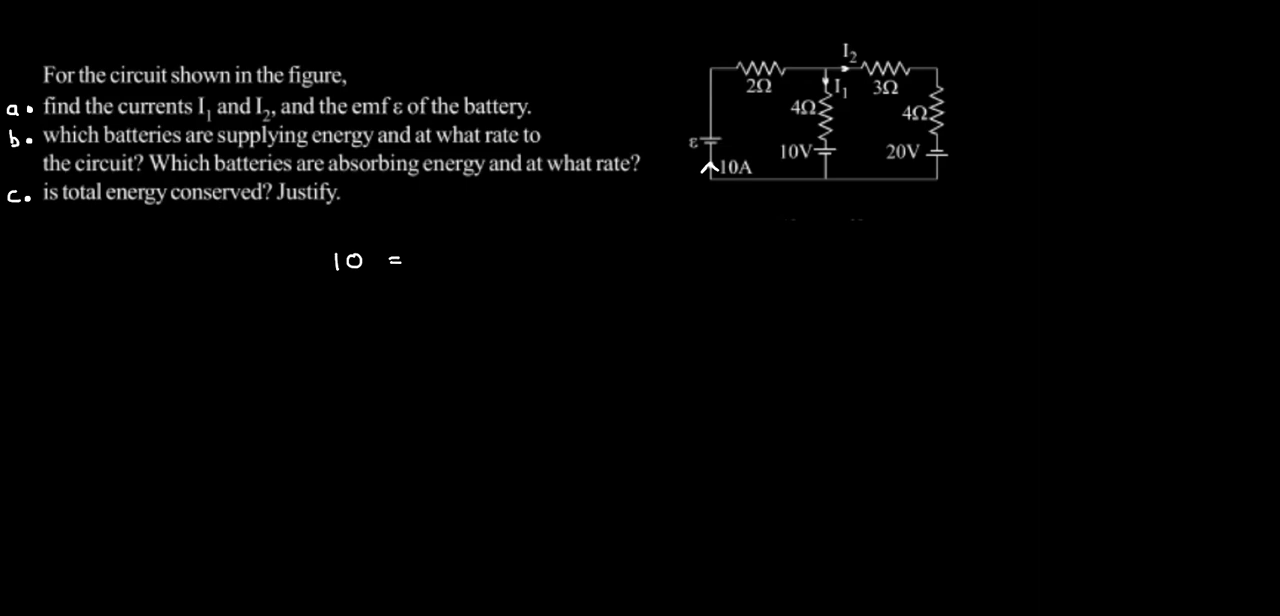 For the circuit shown in the figure,
a. find the currents I₁ and I₂, and the emf ε of the battery.
b. which batteries are supplying energy and at what rate to
the circuit? Which batteries are absorbing energy and at what rate?
c. is total energy conserved? Justify.
I₂
2Ω
I₁
3Ω
4Ω
4Ω
ε
10V
20V
10A
10 =